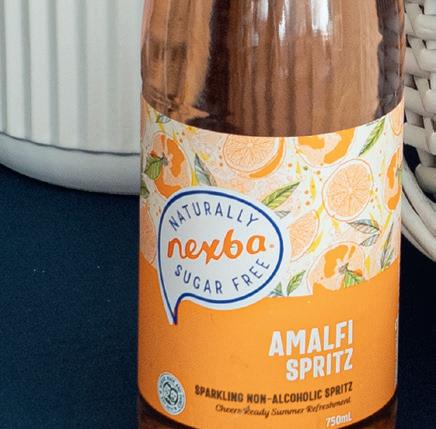 NATURALLY
nexba
SUGAR FREE
AMALFI
SPRITZ
SPARKLING NON-ALCOHOLIC SPRITZ
Cheers-Ready Summer Refreshment
750mL